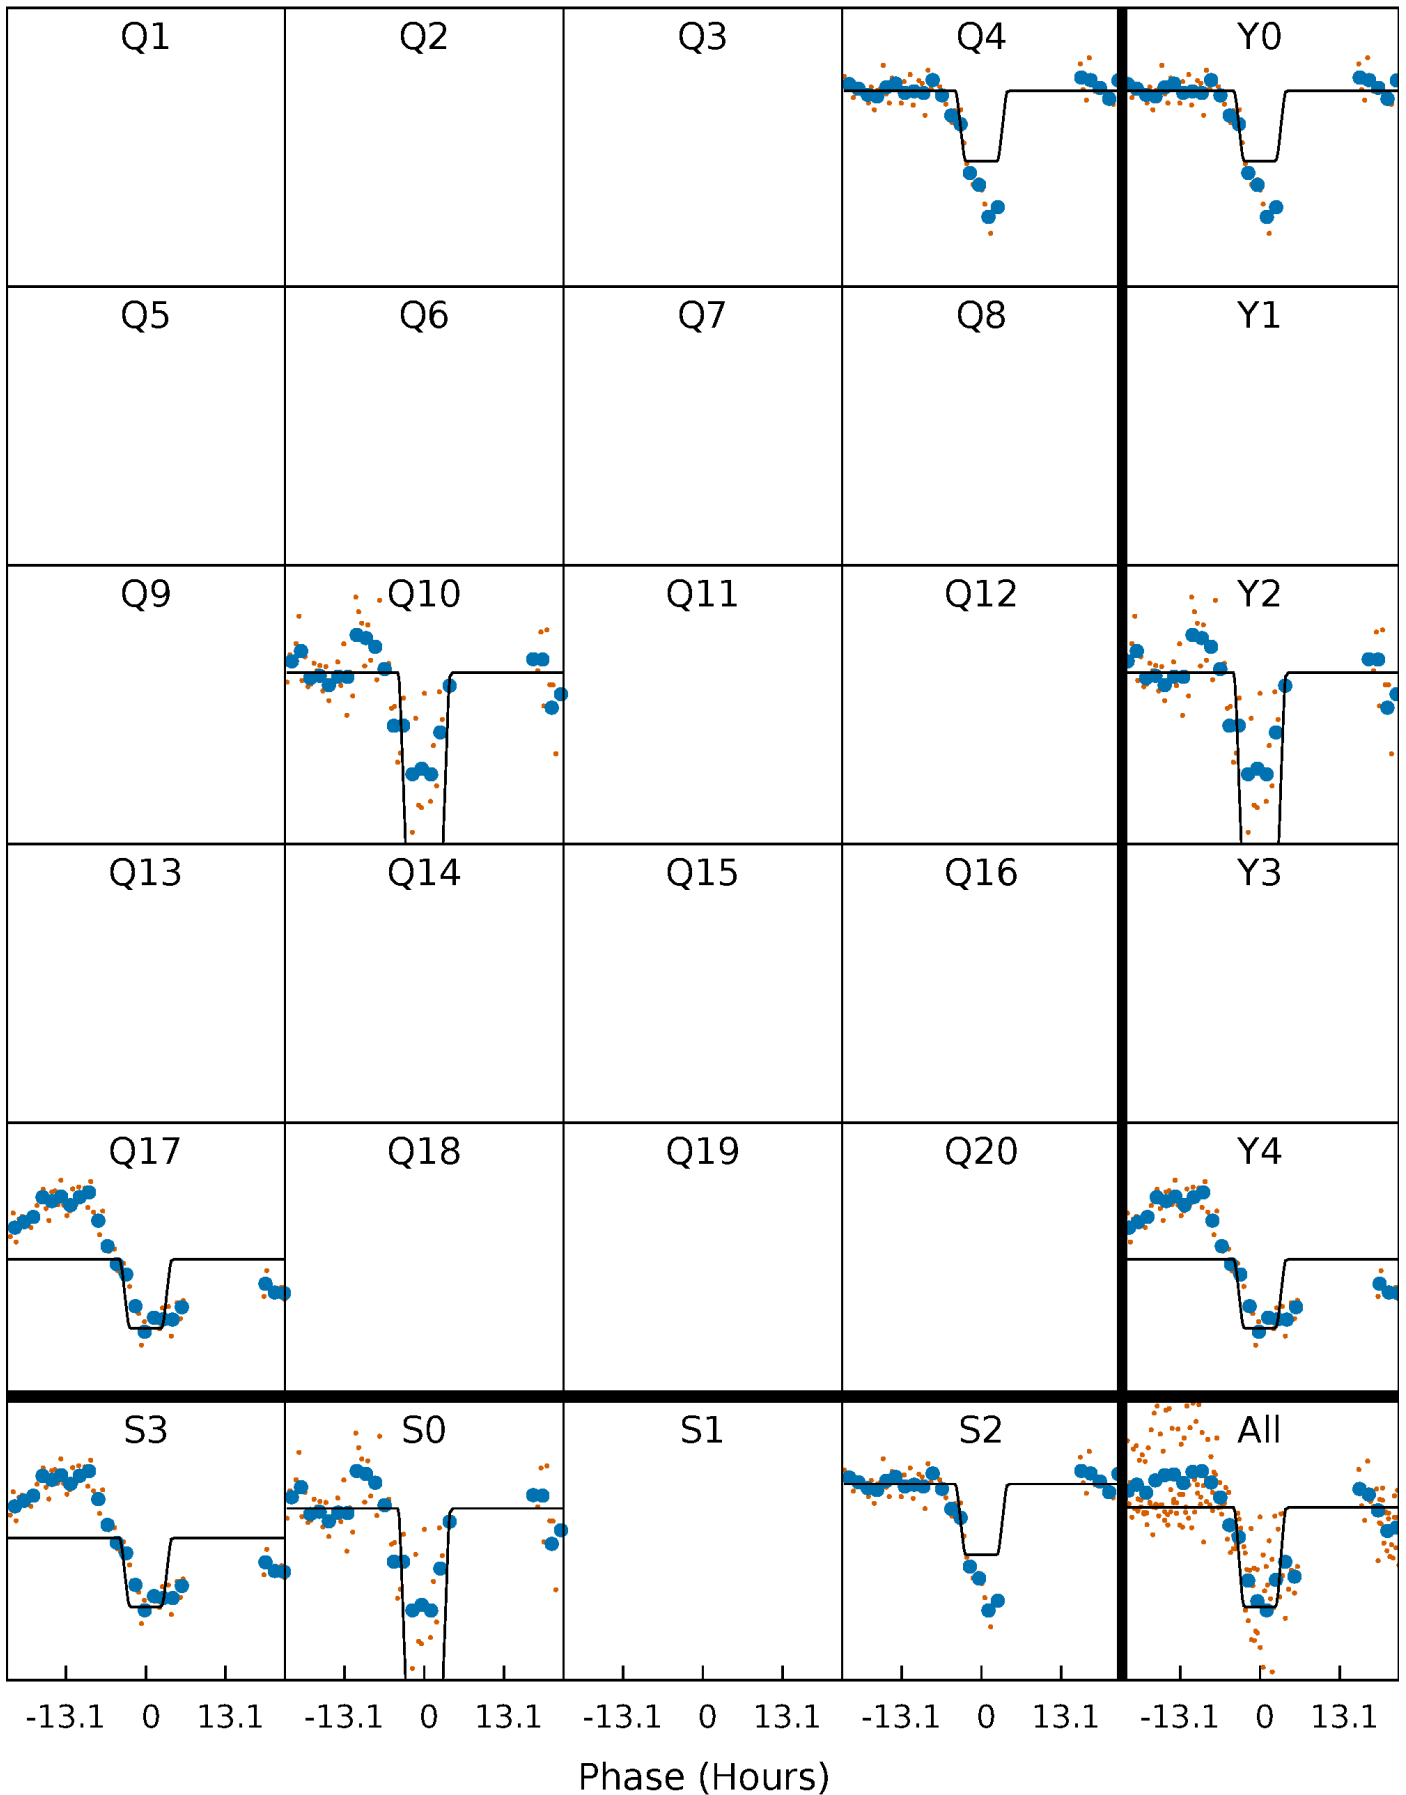 Q1 Q2 Q3 Q4 Y0
Q5 Q6 Q7 Q8 Y1
Q9 Q10 Q11 Q12 Y2
Q13 Q14 Q15 Q16 Y3
Q17 Q18 Q19 Q20 Y4
S3 S0 S1 S2 All
-13.1 0 13.1 -13.1 0 13.1 -13.1 0 13.1 -13.1 0 13.1 -13.1 0 13.1
Phase (Hours)